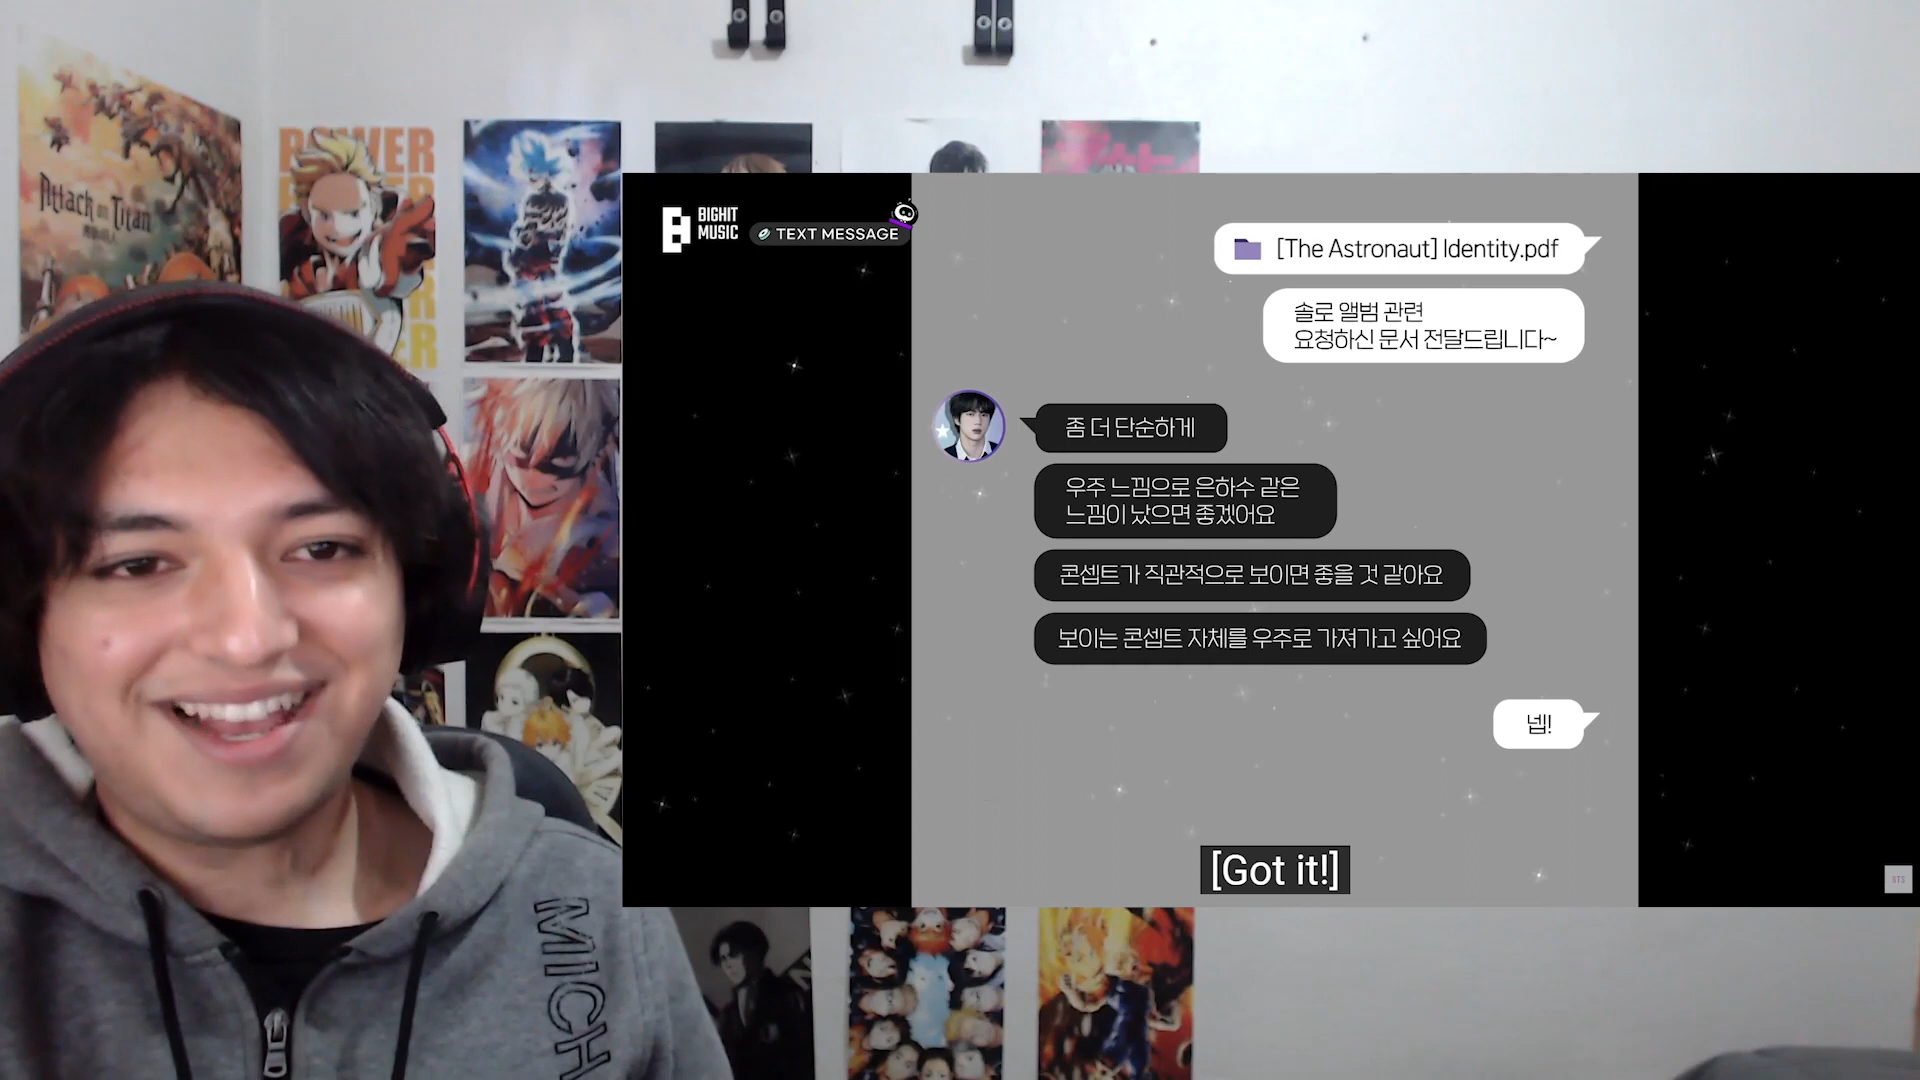 Attack on Titan
POWER
BIGHIT
MUSIC
TEXT MESSAGE
[The Astronaut] Identity.pdf
솔로 앨범 관련
요청하신 문서 전달드립니다~
좀 더 단순하게
우주 느낌으로 은하수 같은
느낌이 났으면 좋겠어요
콘셉트가 직관적으로 보이면 좋을 것 같아요
보이는 콘셉트 자체를 우주로 가져가고 싶어요
넵!
[Got it!]
BTS
MICH